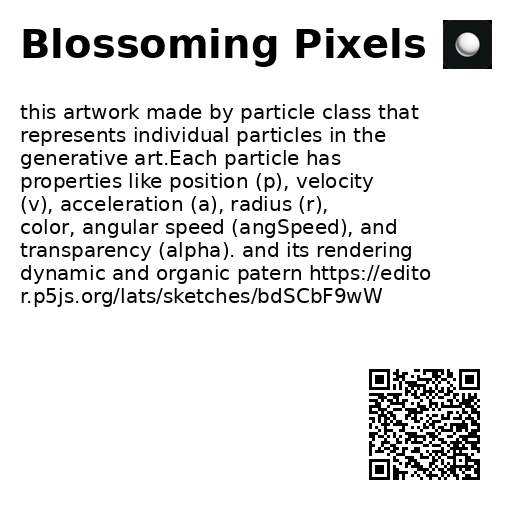 Blossoming Pixels
this artwork made by particle class that
represents individual particles in the
generative art.Each particle has
properties like position (p), velocity
(v), acceleration (a), radius (r),
color, angular speed (angSpeed), and
transparency (alpha). and its rendering
dynamic and organic patern https://edito
r.p5js.org/lats/sketches/bdSCbF9wW